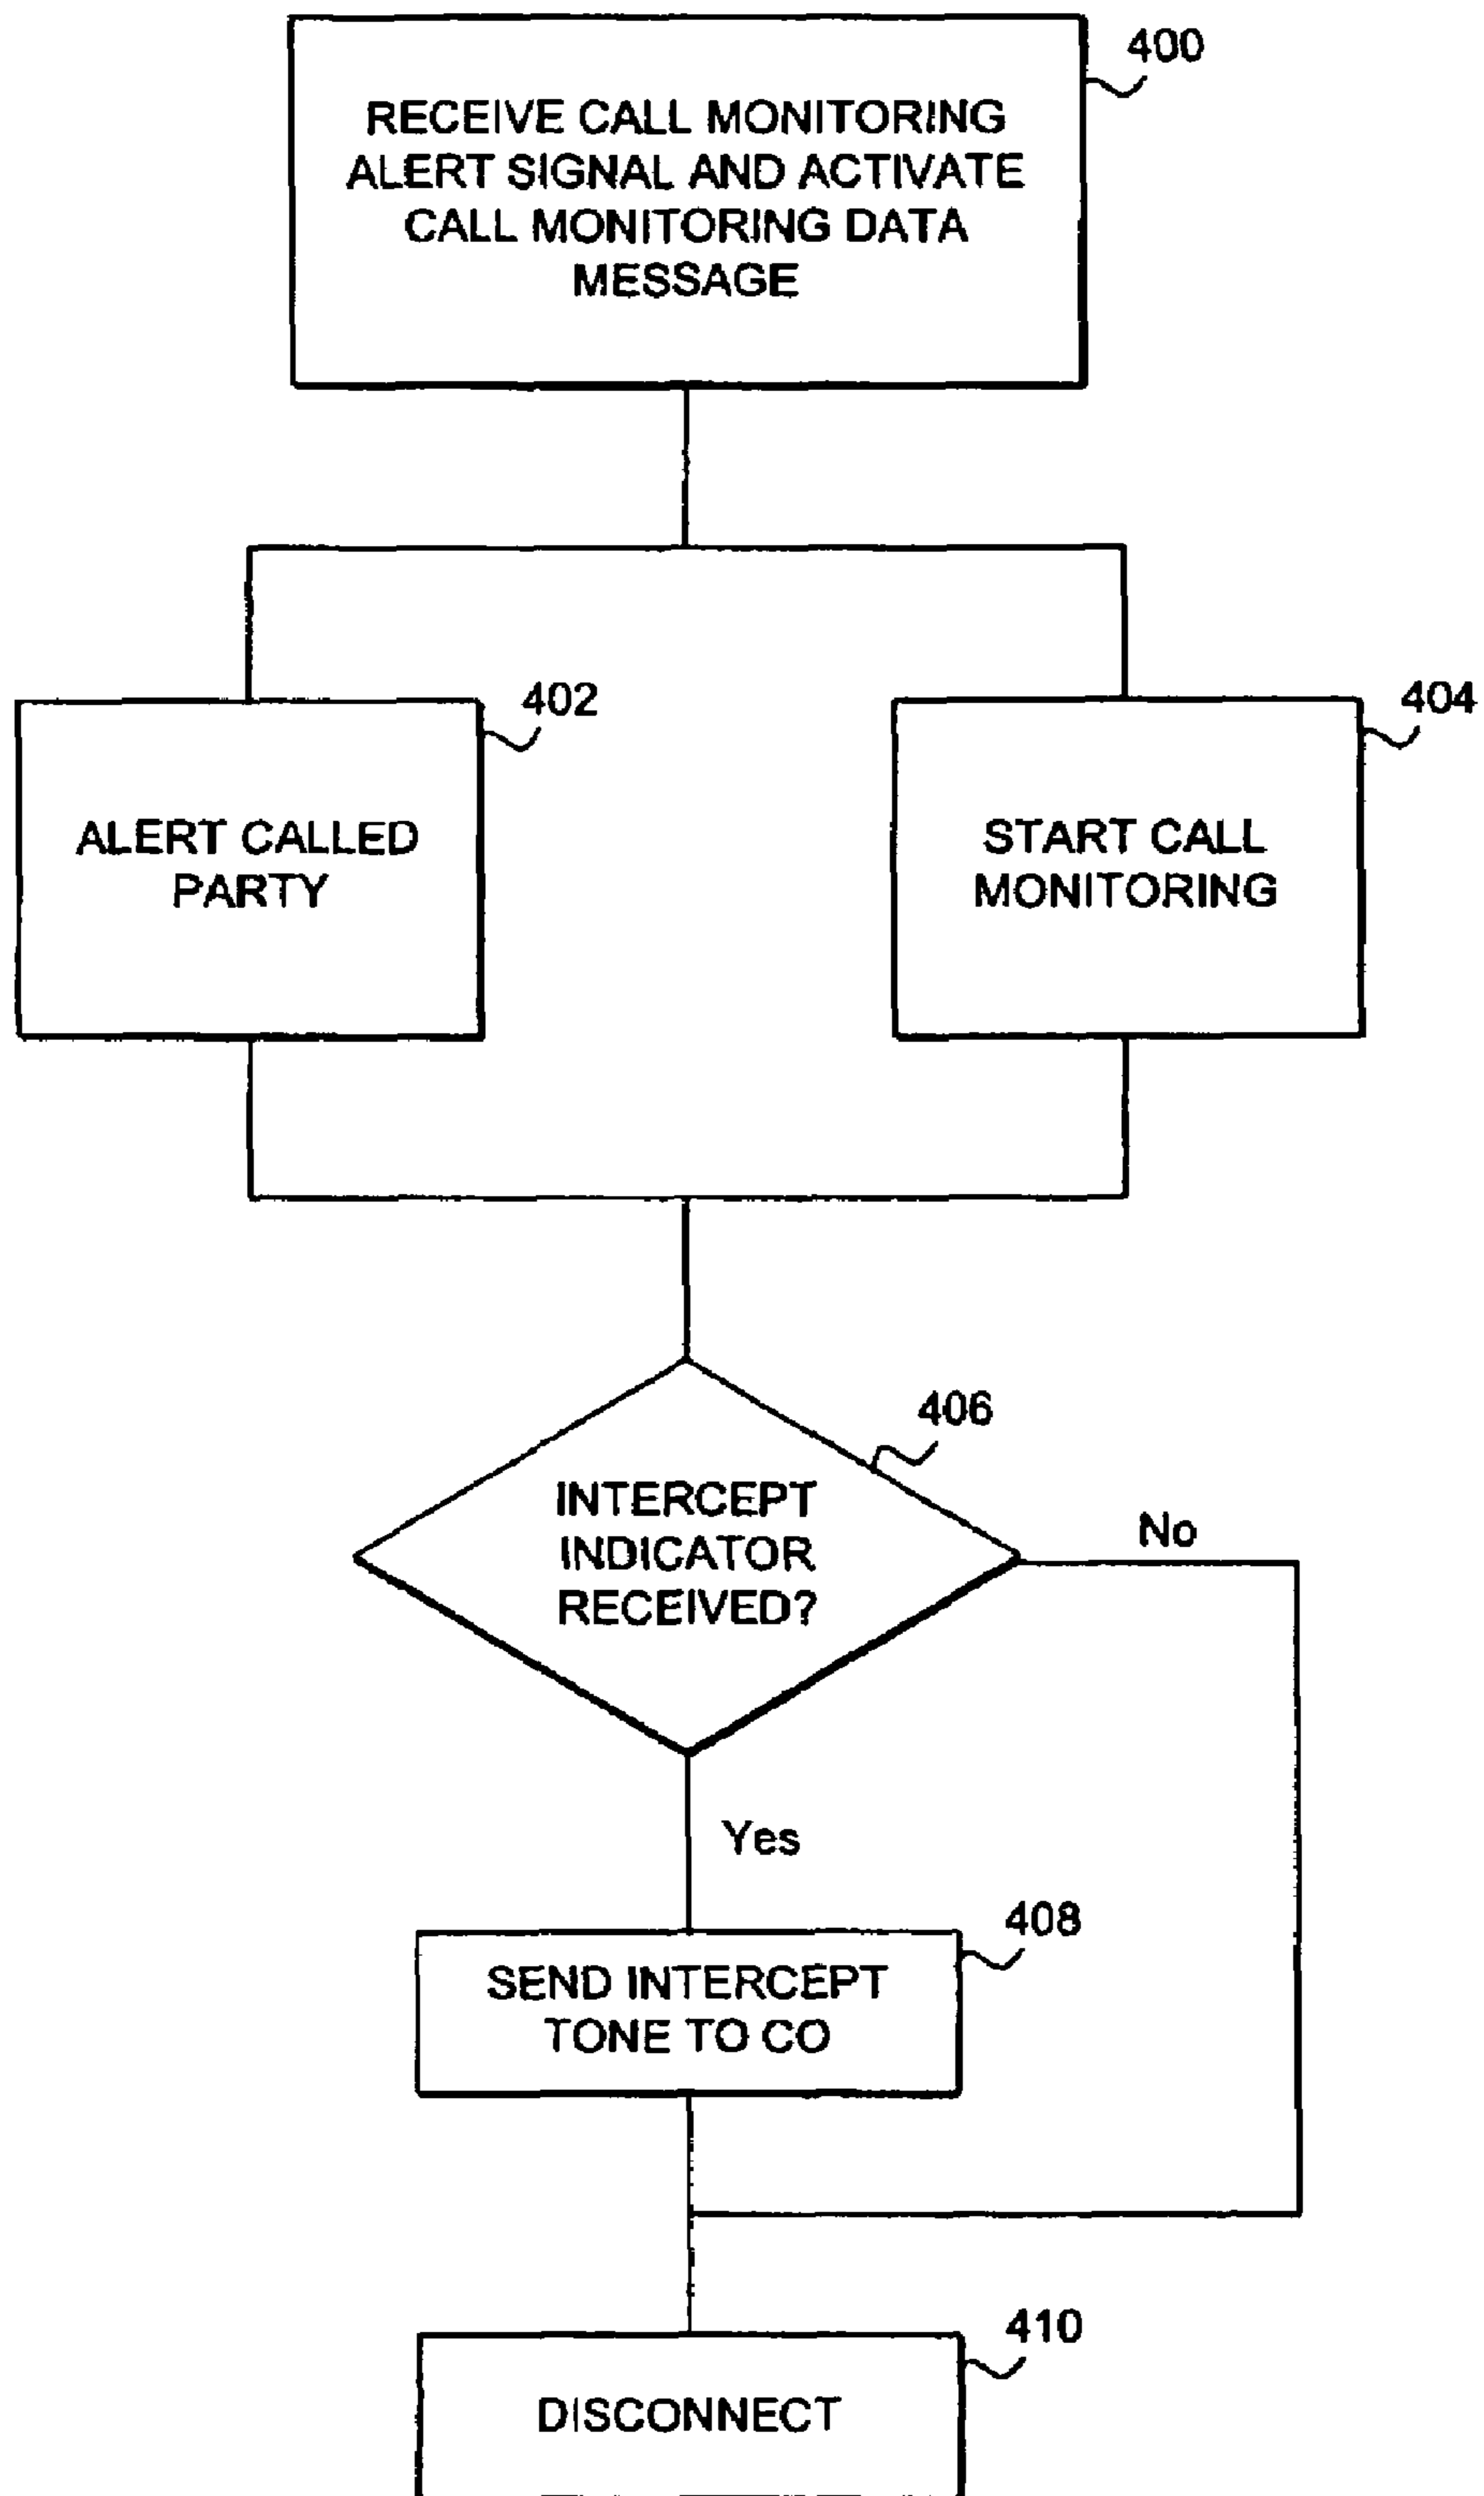 400
RECEIVE CALL MONITORING
ALERT SIGNAL AND ACTIVATE
CALL MONITORING DATA
MESSAGE
402
404
ALERT CALLED
PARTY
START CALL
MONITORING
406
INTERCEPT
INDICATOR
RECEIVED?
No
Yes
408
SEND INTERCEPT
TONE TO CO
410
DISCONNECT